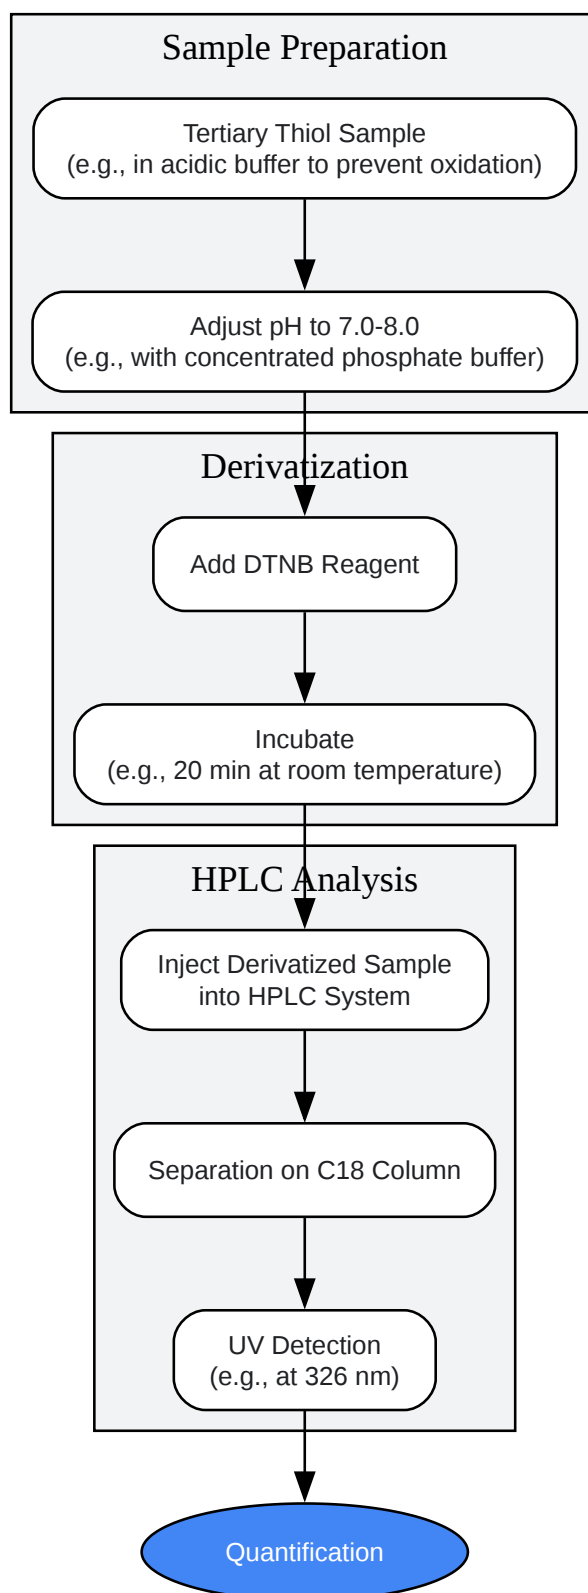 Sample Preparation
Tertiary Thiol Sample
(e.g., in acidic buffer to prevent oxidation)
Adjust pH to 7.0-8.0
(e.g., with concentrated phosphate buffer)
Derivatization
Add DTNB Reagent
Incubate
(e.g., 20 min at room temperature)
HPLC Analysis
Inject Derivatized Sample
into HPLC System
Separation on C18 Column
UV Detection
(e.g., at 326 nm)
Quantification